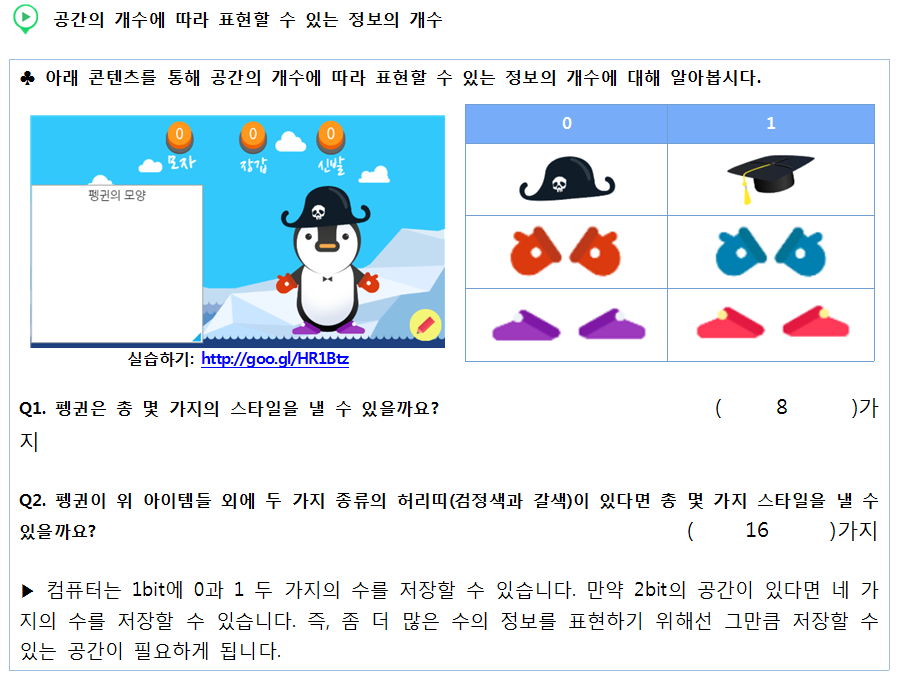 공간의 개수에 따라 표현할 수 있는 정보의 개수
♣ 아래 콘텐츠를 통해 공간의 개수에 따라 표현할 수 있는 정보의 개수에 대해 알아봅시다.
0 0 0
모자 장갑 신발
펭귄의 모양
0 1
실습하기: http://goo.gl/HR1Btz
Q1. 펭귄은 총 몇 가지의 스타일을 낼 수 있을까요? ( 8 )가
지
Q2. 펭귄이 위 아이템들 외에 두 가지 종류의 허리띠(검정색과 갈색)이 있다면 총 몇 가지 스타일을 낼 수
있을까요? ( 16 )가지
▶ 컴퓨터는 1bit에 0과 1 두 가지의 수를 저장할 수 있습니다. 만약 2bit의 공간이 있다면 네 가
지의 수를 저장할 수 있습니다. 즉, 좀 더 많은 수의 정보를 표현하기 위해선 그만큼 저장할 수
있는 공간이 필요하게 됩니다.